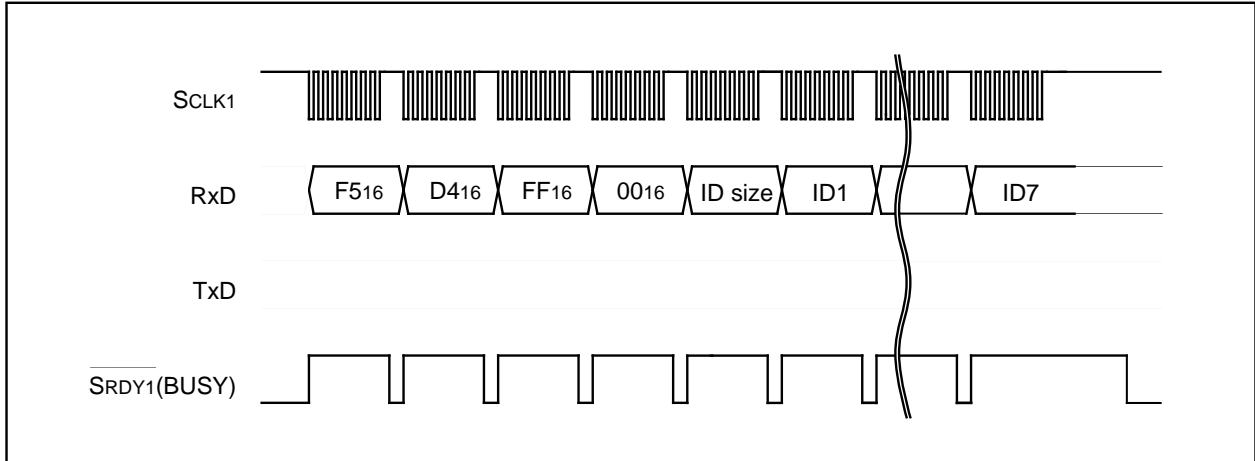 SCLK1
RxD F516 D416 FF16 0016 ID size ID1 ID7
TxD
SRDY1(BUSY)